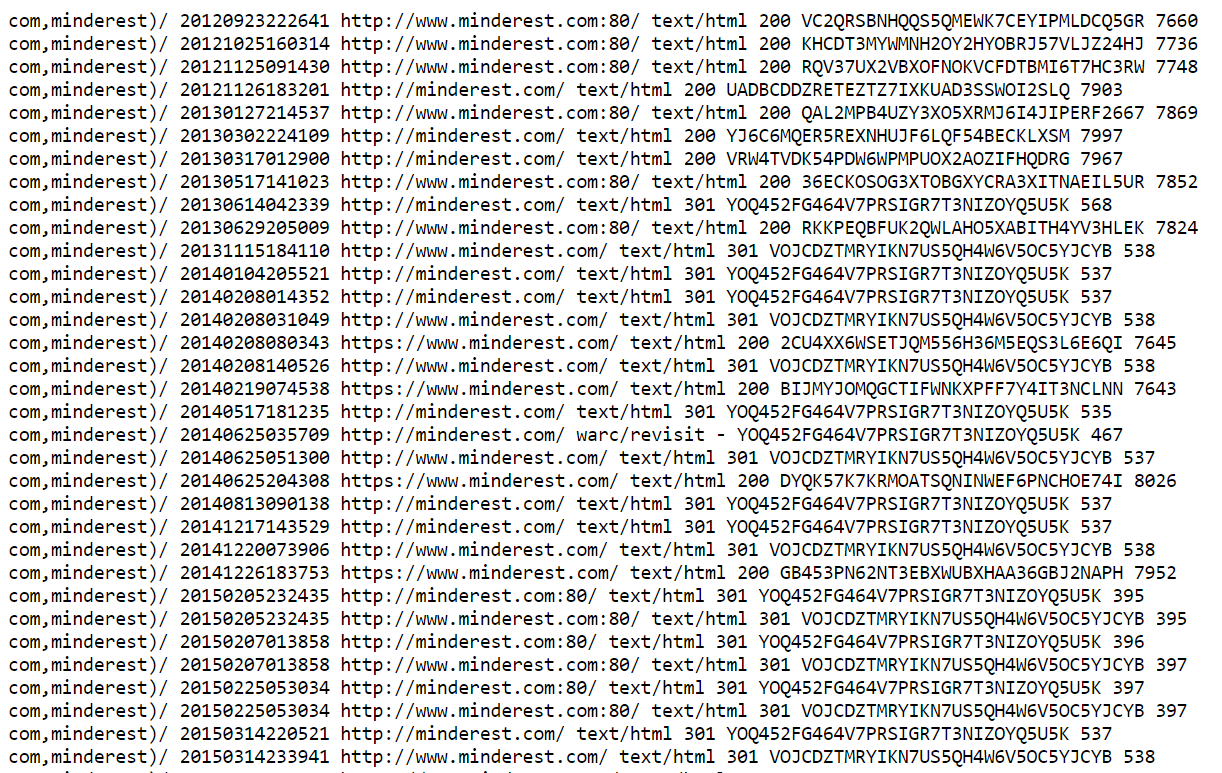 com,minderest)/ 20120923222641 http://www.minderest.com:80/ text/html 200 VC2QRSBNHQQS5QMEWK7CEYIPMLDCQ5GR 7660
com,minderest)/ 20121025160314 http://www.minderest.com:80/ text/html 200 KHCDT3MYWMNH2OY2HYOBRJ57VLJZ24HJ 7736
com,minderest)/ 20121125091430 http://www.minderest.com:80/ text/html 200 RQV37UX2VBXOFNOKVCFDTBMI6T7HC3RW 7748
com,minderest)/ 20121126183201 http://minderest.com/ text/html 200 UADBCDDZRETEZTZ7IXKUAD3SSWOI2SLQ 7903
com,minderest)/ 20130127214537 http://www.minderest.com:80/ text/html 200 QAL2MPB4UZY3XO5XRMJ6I4JIPERF2667 7869
com,minderest)/ 20130302224109 http://minderest.com/ text/html 200 YJ6C6MQER5REXNHUJF6LQF54BECKLXSM 7997
com,minderest)/ 20130317012900 http://minderest.com/ text/html 200 VRW4TVDK54PDW6WPMPUOX2AOZIFHQDRG 7967
com,minderest)/ 20130517141023 http://www.minderest.com:80/ text/html 200 36ECKOSOG3XTOBGXYCRA3XITNAEIL5UR 7852
com,minderest)/ 20130614042339 http://minderest.com/ text/html 301 YOQ452FG464V7PRSIGR7T3NIZOYQ5U5K 568
com,minderest)/ 20130629205009 http://www.minderest.com:80/ text/html 200 RKKPEQBFUK2QWLAHO5XABITH4YV3HLEK 7824
com,minderest)/ 20131115184110 http://www.minderest.com/ text/html 301 VOJCDZTMRYIKN7US5QH4W6V5OC5YJCYB 538
com,minderest)/ 20140104205521 http://minderest.com/ text/html 301 YOQ452FG464V7PRSIGR7T3NIZOYQ5U5K 537
com,minderest)/ 20140208014352 http://minderest.com/ text/html 301 YOQ452FG464V7PRSIGR7T3NIZOYQ5U5K 537
com,minderest)/ 20140208031049 http://www.minderest.com/ text/html 301 VOJCDZTMRYIKN7US5QH4W6V5OC5YJCYB 538
com,minderest)/ 20140208080343 https://www.minderest.com/ text/html 200 2CU4XX6WSETJQM556H36M5EQS3L6E6QI 7645
com,minderest)/ 20140208140526 http://www.minderest.com/ text/html 301 VOJCDZTMRYIKN7US5QH4W6V5OC5YJCYB 538
com,minderest)/ 20140219074538 https://www.minderest.com/ text/html 200 BIJMYJOMQGCTIFWNKXPFF7Y4IT3NCLNN 7643
com,minderest)/ 20140517181235 http://minderest.com/ text/html 301 YOQ452FG464V7PRSIGR7T3NIZOYQ5U5K 535
com,minderest)/ 20140625035709 http://minderest.com/ warc/revisit - YOQ452FG464V7PRSIGR7T3NIZOYQ5U5K 467
com,minderest)/ 20140625051300 http://www.minderest.com/ text/html 301 VOJCDZTMRYIKN7US5QH4W6V5OC5YJCYB 537
com,minderest)/ 20140625204308 https://www.minderest.com/ text/html 200 DYQK57K7KRMOATSQNINWEF6PNCHOE74I 8026
com,minderest)/ 20140813090138 http://minderest.com/ text/html 301 YOQ452FG464V7PRSIGR7T3NIZOYQ5U5K 537
com,minderest)/ 20141217143529 http://minderest.com/ text/html 301 YOQ452FG464V7PRSIGR7T3NIZOYQ5U5K 537
com,minderest)/ 20141220073906 http://www.minderest.com/ text/html 301 VOJCDZTMRYIKN7US5QH4W6V5OC5YJCYB 538
com,minderest)/ 20141226183753 https://www.minderest.com/ text/html 200 GB453PN62NT3EBXWUBXHAA36GBJ2NAPH 7952
com,minderest)/ 20150205232435 http://minderest.com:80/ text/html 301 YOQ452FG464V7PRSIGR7T3NIZOYQ5U5K 395
com,minderest)/ 20150205232435 http://www.minderest.com:80/ text/html 301 VOJCDZTMRYIKN7US5QH4W6V5OC5YJCYB 395
com,minderest)/ 20150207013858 http://minderest.com:80/ text/html 301 YOQ452FG464V7PRSIGR7T3NIZOYQ5U5K 396
com,minderest)/ 20150207013858 http://www.minderest.com:80/ text/html 301 VOJCDZTMRYIKN7US5QH4W6V5OC5YJCYB 397
com,minderest)/ 20150225053034 http://minderest.com:80/ text/html 301 YOQ452FG464V7PRSIGR7T3NIZOYQ5U5K 397
com,minderest)/ 20150225053034 http://www.minderest.com:80/ text/html 301 VOJCDZTMRYIKN7US5QH4W6V5OC5YJCYB 397
com,minderest)/ 20150314220521 http://minderest.com/ text/html 301 YOQ452FG464V7PRSIGR7T3NIZOYQ5U5K 537
com,minderest)/ 20150314233941 http://www.minderest.com/ text/html 301 VOJCDZTMRYIKN7US5QH4W6V5OC5YJCYB 538